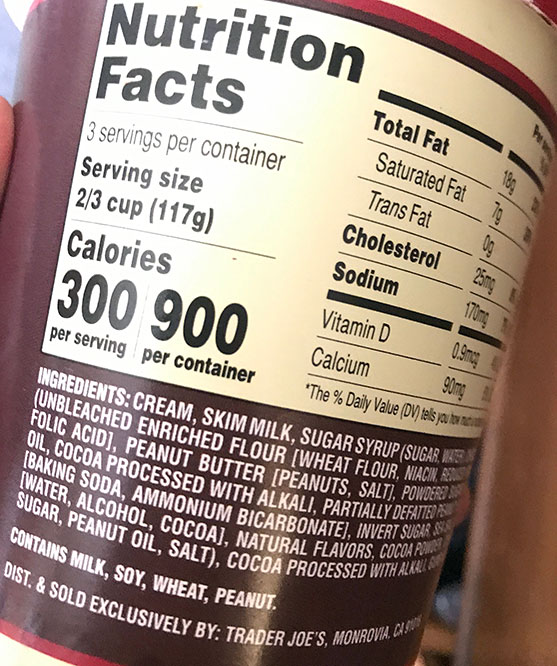 Nutrition
Facts
3 servings per container
Serving size
2/3 cup (117g)
Calories
300 900
per serving per container
Total Fat 18g
Saturated Fat 7g
Trans Fat 0g
Cholesterol 25mg
Sodium 170mg
Vitamin D 0.9mcg
Calcium 90mg
*The % Daily Value (DV) tells you how much
INGREDIENTS: CREAM, SKIM MILK, SUGAR SYRUP (SUGAR, WATER),
(UNBLEACHED ENRICHED FLOUR [WHEAT FLOUR, NIACIN,
FOLIC ACID], PEANUT BUTTER [PEANUTS, SALT], POWDERED
OIL, COCOA PROCESSED WITH ALKALI, PARTIALLY DEFATTED
[BAKING SODA, AMMONIUM BICARBONATE], INVERT SUGAR,
[WATER, ALCOHOL, COCOA], NATURAL FLAVORS, COCOA POWDER
SUGAR, PEANUT OIL, SALT), COCOA PROCESSED WITH ALKALI,
CONTAINS MILK, SOY, WHEAT, PEANUT.
DIST. & SOLD EXCLUSIVELY BY: TRADER JOE'S, MONROVIA, CA 91016